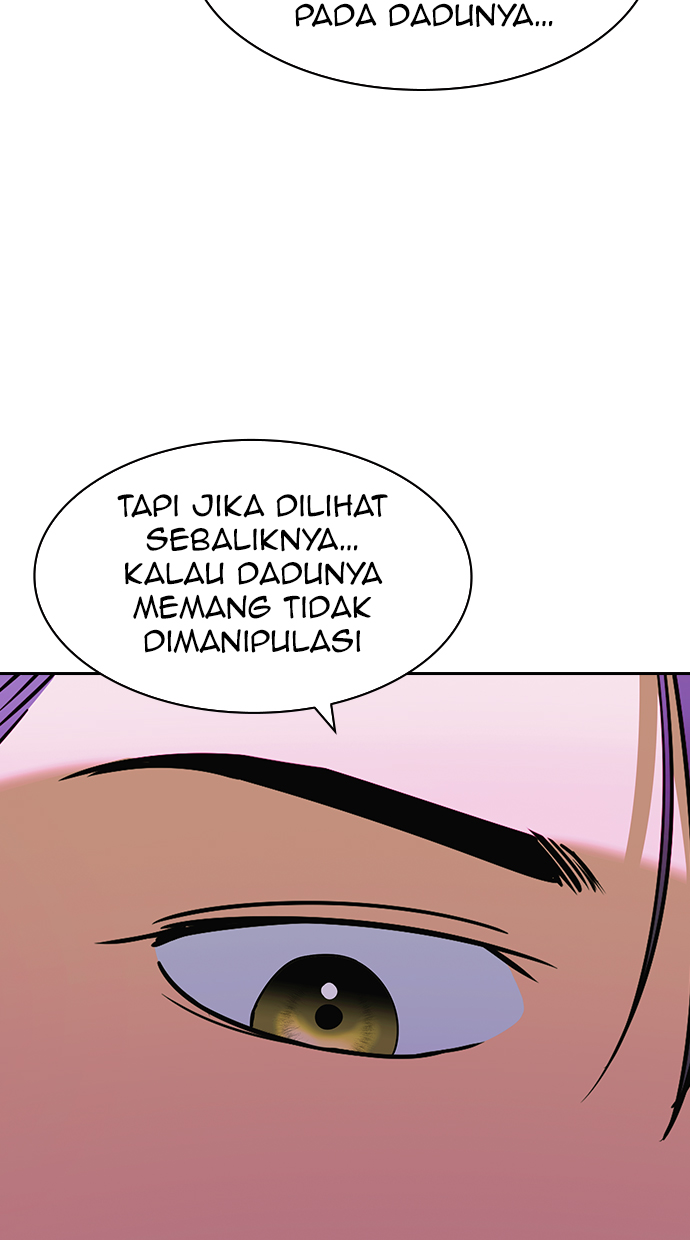 PADA DADUNYA...
TAPI JIKA DILIHAT
SEBALIKNYA...
KALAU DADUNYA
MEMANG TIDAK
DIMANIPULASI